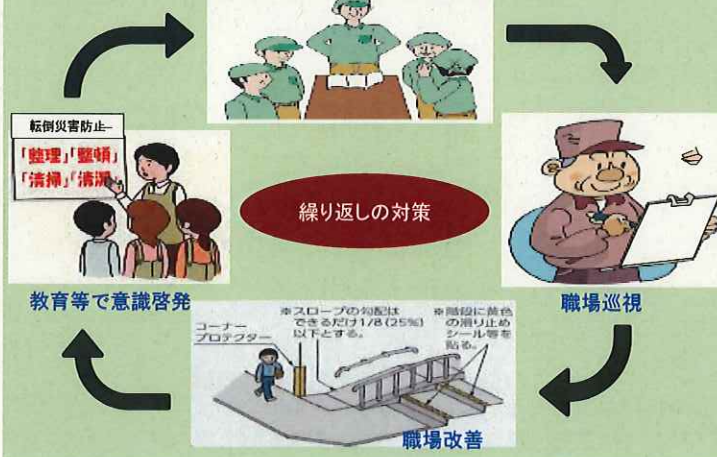 転倒災害防止ー
「整理」「整頓」
「清掃」「清潔」
教育等で意識啓発
繰り返しの対策
職場巡視
コーナー
プロテクター
※スロープの勾配は
できるだけ1/8(25%)
以下とする。
※階段に黄色
の滑り止め
シール等を
貼る。
職場改善